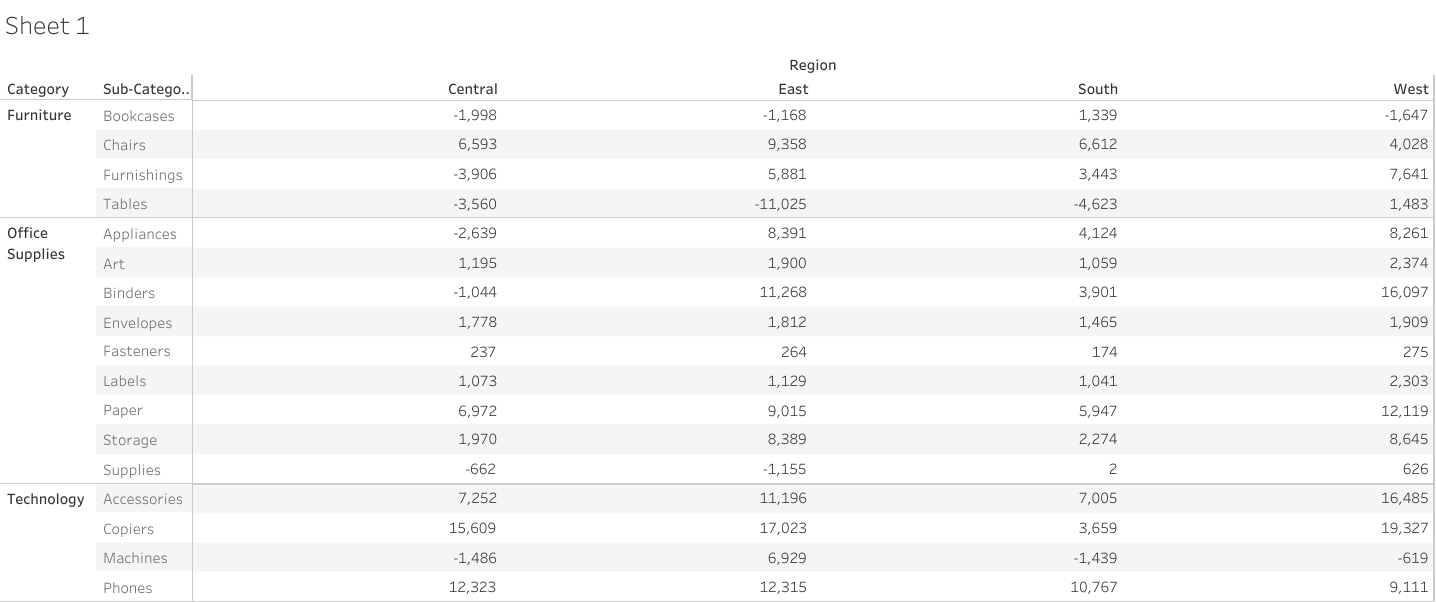 Sheet 1
Region
Category Sub-Catego.. Central East South West
Furniture Bookcases -1,998 -1,168 1,339 -1,647
Chairs 6,593 9,358 6,612 4,028
Furnishings -3,906 5,881 3,443 7,641
Tables -3,560 -11,025 -4,623 1,483
Office Appliances -2,639 8,391 4,124 8,261
Supplies
Art 1,195 1,900 1,059 2,374
Binders -1,044 11,268 3,901 16,097
Envelopes 1,778 1,812 1,465 1,909
Fasteners 237 264 174 275
Labels 1,073 1,129 1,041 2,303
Paper 6,972 9,015 5,947 12,119
Storage 1,970 8,389 2,274 8,645
Supplies -662 -1,155 2 626
Technology Accessories 7,252 11,196 7,005 16,485
Copiers 15,609 17,023 3,659 19,327
Machines -1,486 6,929 -1,439 -619
Phones 12,323 12,315 10,767 9,111